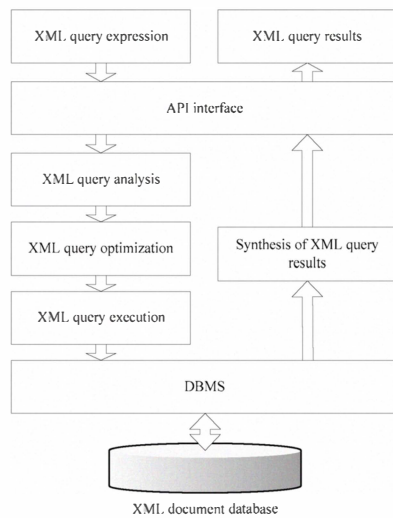 XML query expression
XML query results
API interface
XML query analysis
XML query optimization
Synthesis of XML query
results
XML query execution
DBMS
XML document database